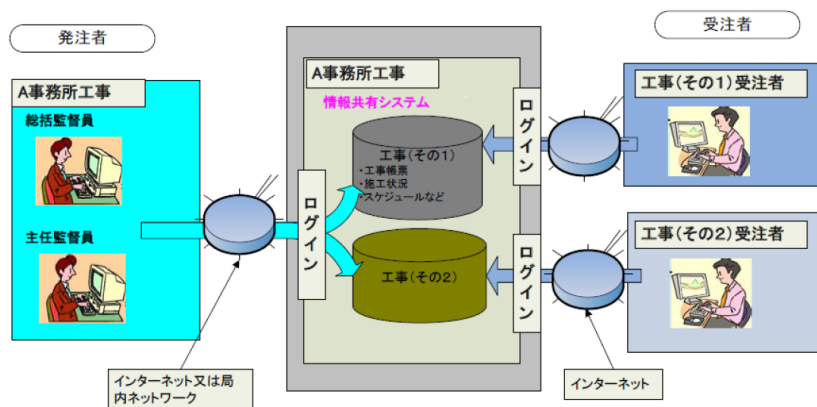 発注者
受注者
A事務所工事
総括監督員
主任監督員
インターネット又は局
内ネットワーク
A事務所工事
情報共有システム
ログイン
工事(その1)
・工事帳票
・施工状況
・スケジュールなど
工事(その2)
ログイン
ログイン
工事(その1)受注者
工事(その2)受注者
インターネット